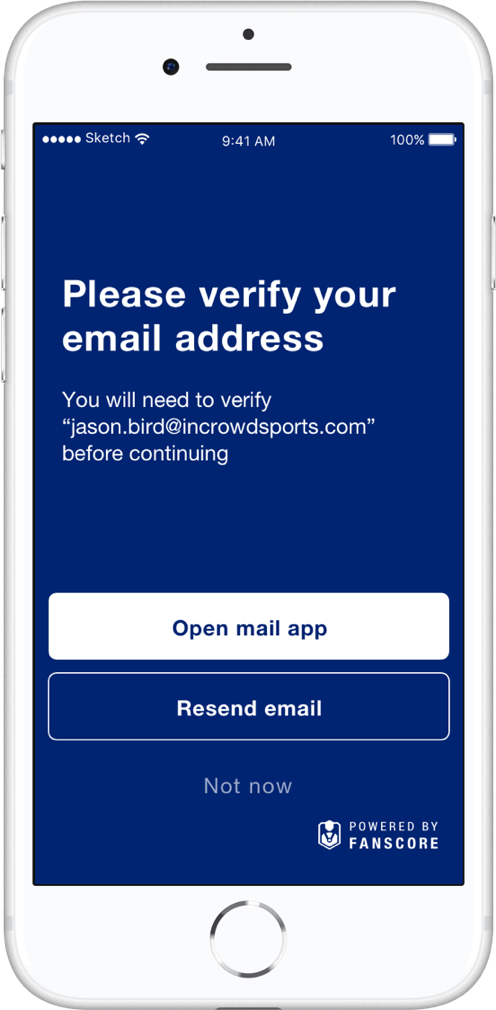 Sketch 9:41 AM 100%
Please verify your
email address
You will need to verify
“jason.bird@incrowdsports.com”
before continuing
Open mail app
Resend email
Not now
POWERED BY
FANSCORE